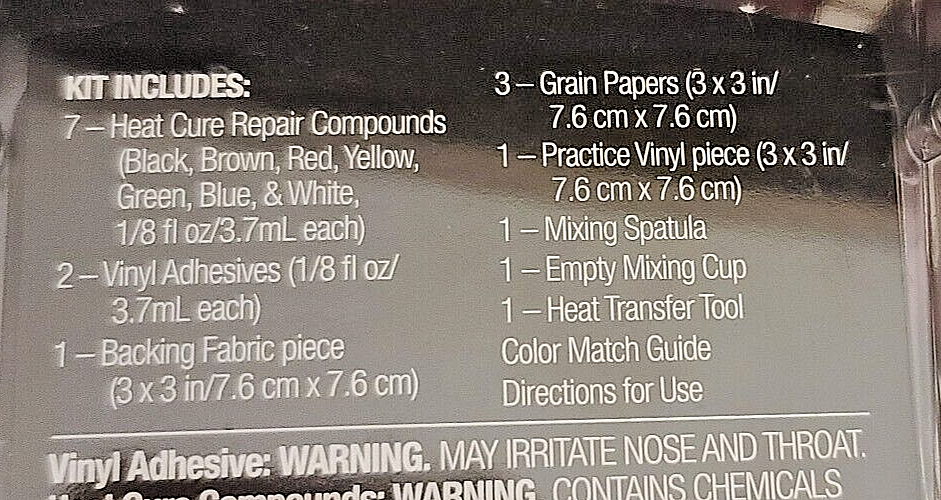 KIT INCLUDES:
7 – Heat Cure Repair Compounds
(Black, Brown, Red, Yellow,
Green, Blue, & White,
1/8 fl oz/3.7mL each)
2 – Vinyl Adhesives (1/8 fl oz/
3.7mL each)
1 – Backing Fabric piece
(3 x 3 in/7.6 cm x 7.6 cm)
3 – Grain Papers (3 x 3 in/
7.6 cm x 7.6 cm)
1 – Practice Vinyl piece (3 x 3 in/
7.6 cm x 7.6 cm)
1 – Mixing Spatula
1 – Empty Mixing Cup
1 – Heat Transfer Tool
Color Match Guide
Directions for Use
Vinyl Adhesive: WARNING. MAY IRRITATE NOSE AND THROAT.
Heat Cure Compounds: WARNING. CONTAINS CHEMICALS